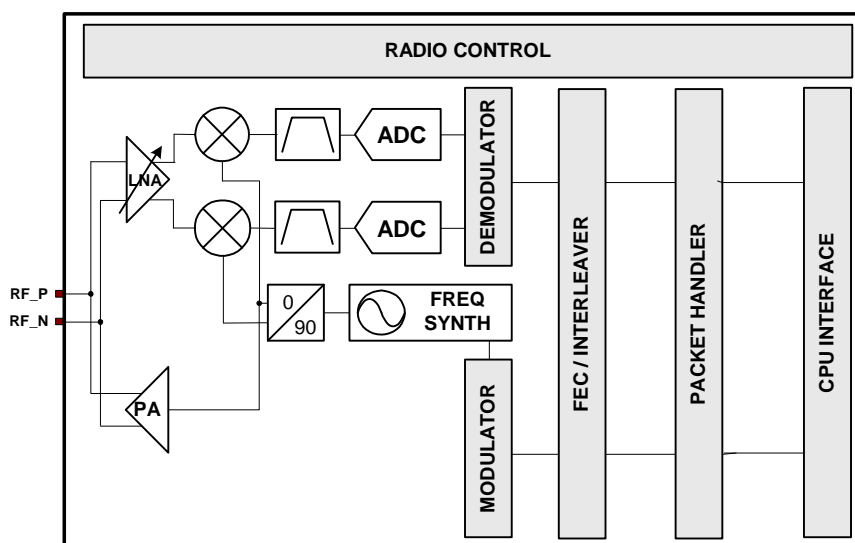 RADIO CONTROL
LNA
ADC
ADC
DEMODULATOR
FEC / INTERLEAVER
PACKET HANDLER
CPU INTERFACE
RF_P
RF_N
0
90
FREQ
SYNTH
PA
MODULATOR